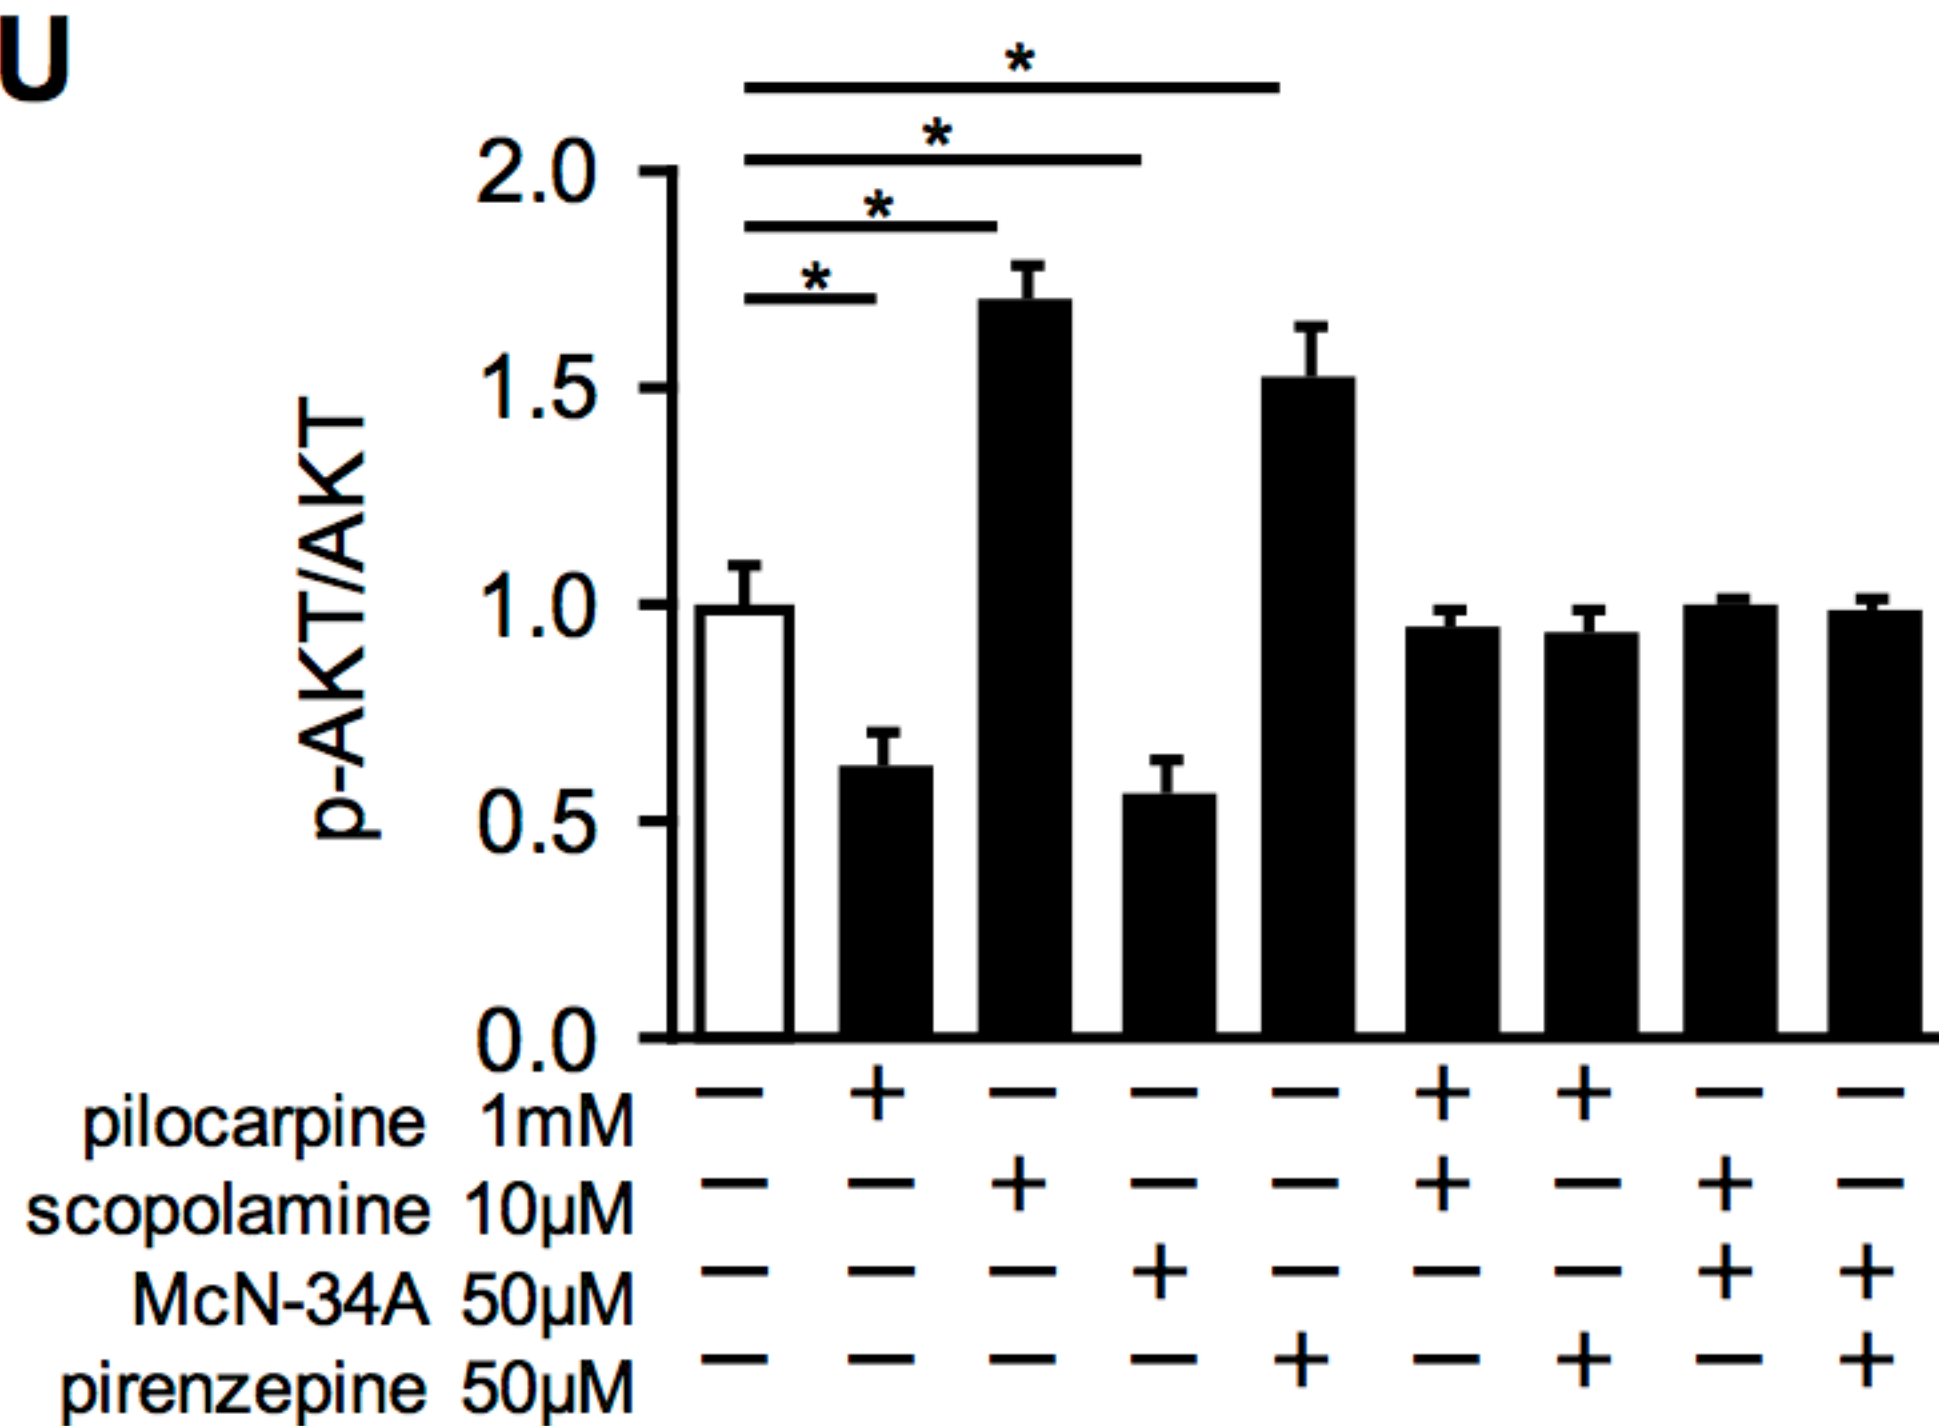 U
*
*
*
*
2.0
1.5
1.0
0.5
0.0
p-AKT/AKT
pilocarpine 1mM − + − − − + + − −
scopolamine 10µM − − + − − + − + −
McN-34A 50µM − − − + − − − + +
pirenzepine 50µM − − − − + − + − +